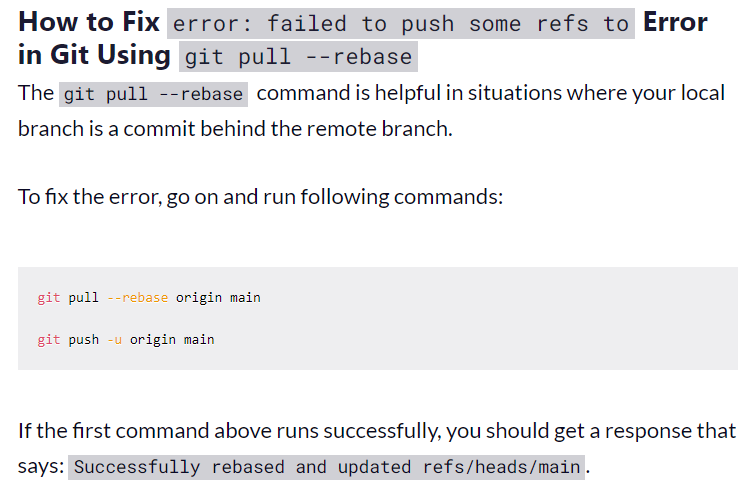 How to Fix error: failed to push some refs to Error
in Git Using git pull --rebase
The git pull --rebase command is helpful in situations where your local
branch is a commit behind the remote branch.
To fix the error, go on and run following commands:
git pull --rebase origin main
git push -u origin main
If the first command above runs successfully, you should get a response that
says: Successfully rebased and updated refs/heads/main.